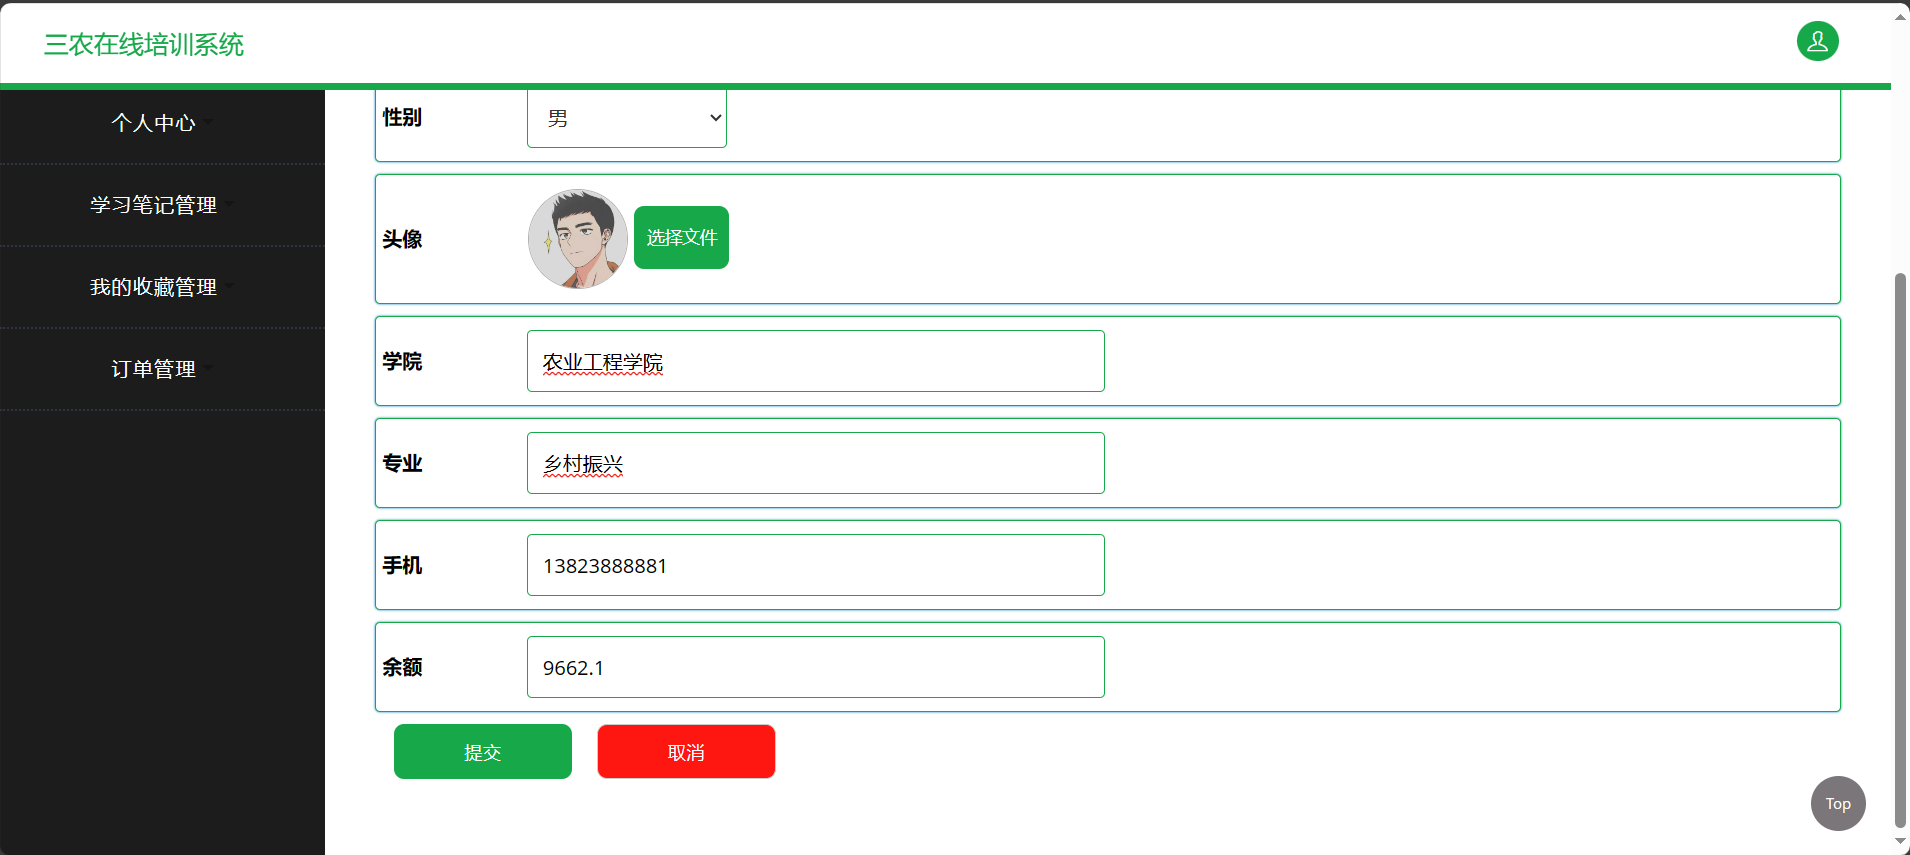 三农在线培训系统
个人中心
学习笔记管理
我的收藏管理
订单管理
性别
男
头像
选择文件
学院
农业工程学院
专业
乡村振兴
手机
13823888881
余额
9662.1
提交
取消
Top